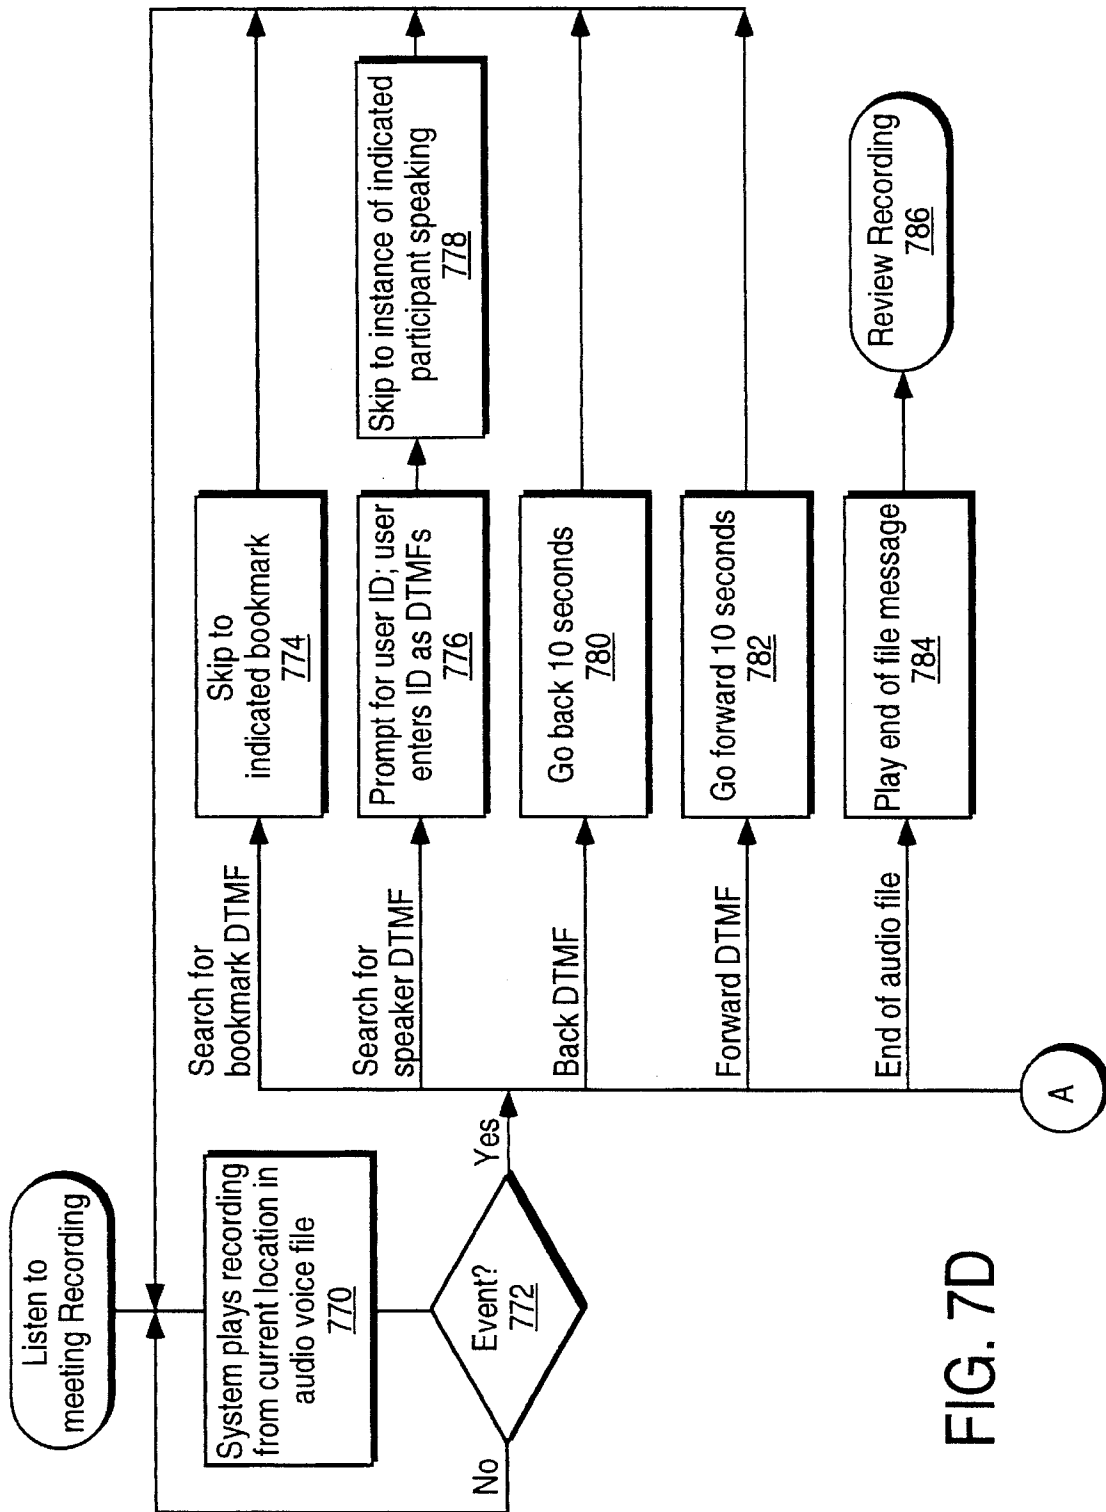 Listen to
meeting Recording
System plays recording
from current location in
audio voice file
770
Event?
772
No
Yes
Search for
bookmark DTMF
Skip to
indicated bookmark
774
Search for
speaker DTMF
Prompt for user ID; user
enters ID as DTMFs
776
Skip to instance of indicated
participant speaking
778
Back DTMF
Go back 10 seconds
780
Forward DTMF
Go forward 10 seconds
782
End of audio file
Play end of file message
784
Review Recording
786
A
FIG. 7D